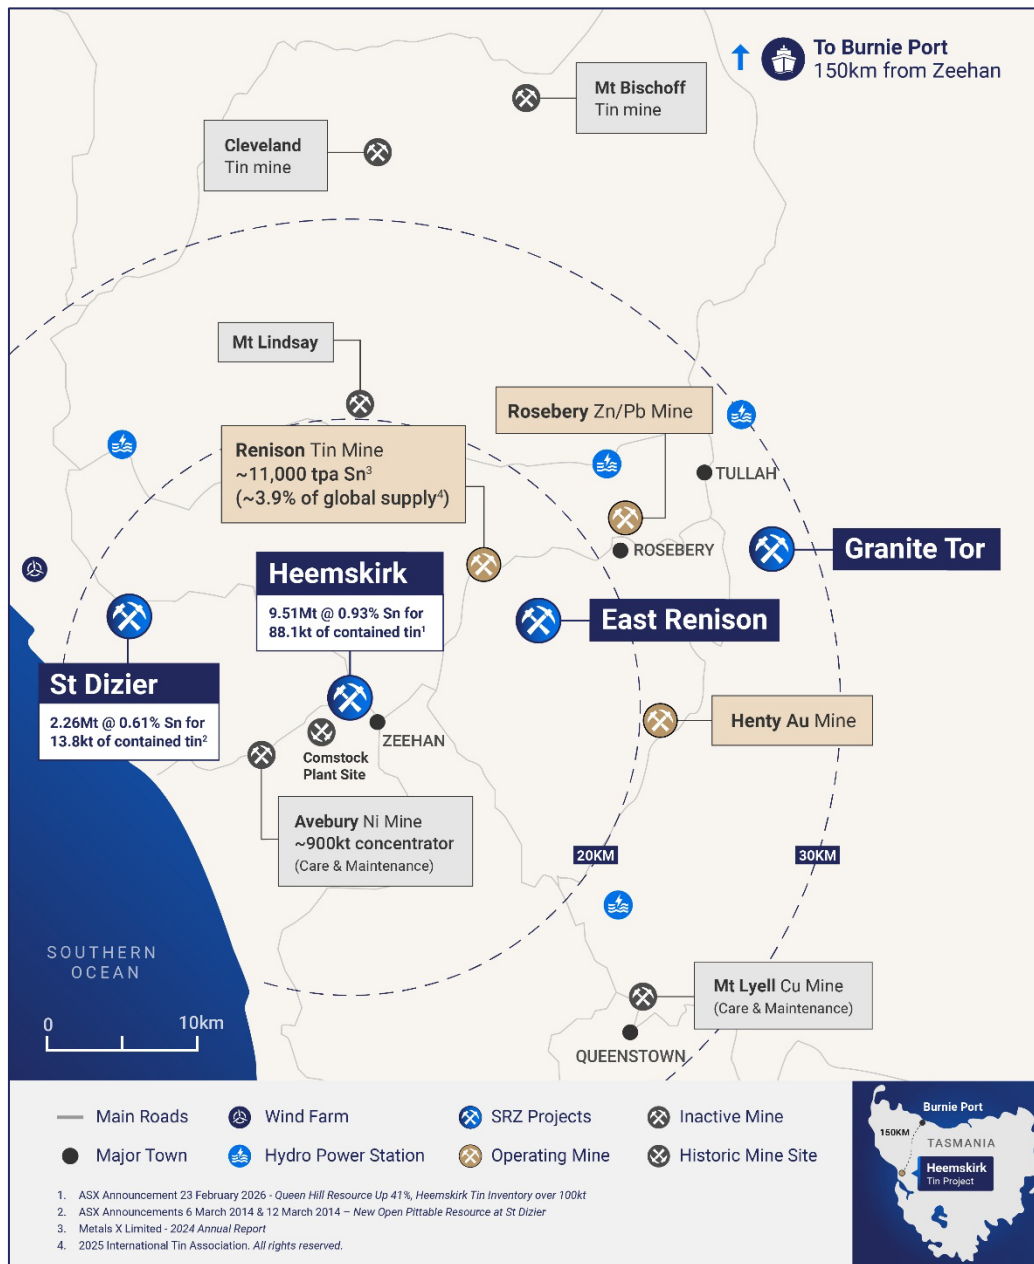 To Burnie Port
150km from Zeehan
Mt Bischoff
Tin mine
Cleveland
Tin mine
Mt Lindsay
Rosebery Zn/Pb Mine
Renison Tin Mine
~11,000 tpa Sn³
(~3.9% of global supply⁴)
TULLAH
ROSEBERY
Granite Tor
Heemskirk
9.51Mt @ 0.93% Sn for
88.1kt of contained tin¹
East Renison
St Dizier
2.26Mt @ 0.61% Sn for
13.8kt of contained tin²
Henty Au Mine
ZEEHAN
Comstock
Plant Site
Avebury Ni Mine
~900kt concentrator
(Care & Maintenance)
20KM
30KM
SOUTHERN
OCEAN
0 10km
Mt Lyell Cu Mine
(Care & Maintenance)
QUEENSTOWN
Main Roads
Wind Farm
SRZ Projects
Inactive Mine
Major Town
Hydro Power Station
Operating Mine
Historic Mine Site
1. ASX Announcement 23 February 2026 - Queen Hill Resource Up 41%, Heemskirk Tin Inventory over 100kt
2. ASX Announcements 6 March 2014 & 12 March 2014 – New Open Pittable Resource at St Dizier
3. Metals X Limited - 2024 Annual Report
4. 2025 International Tin Association. All rights reserved.
Burnie Port
150KM
TASMANIA
Heemskirk
Tin Project